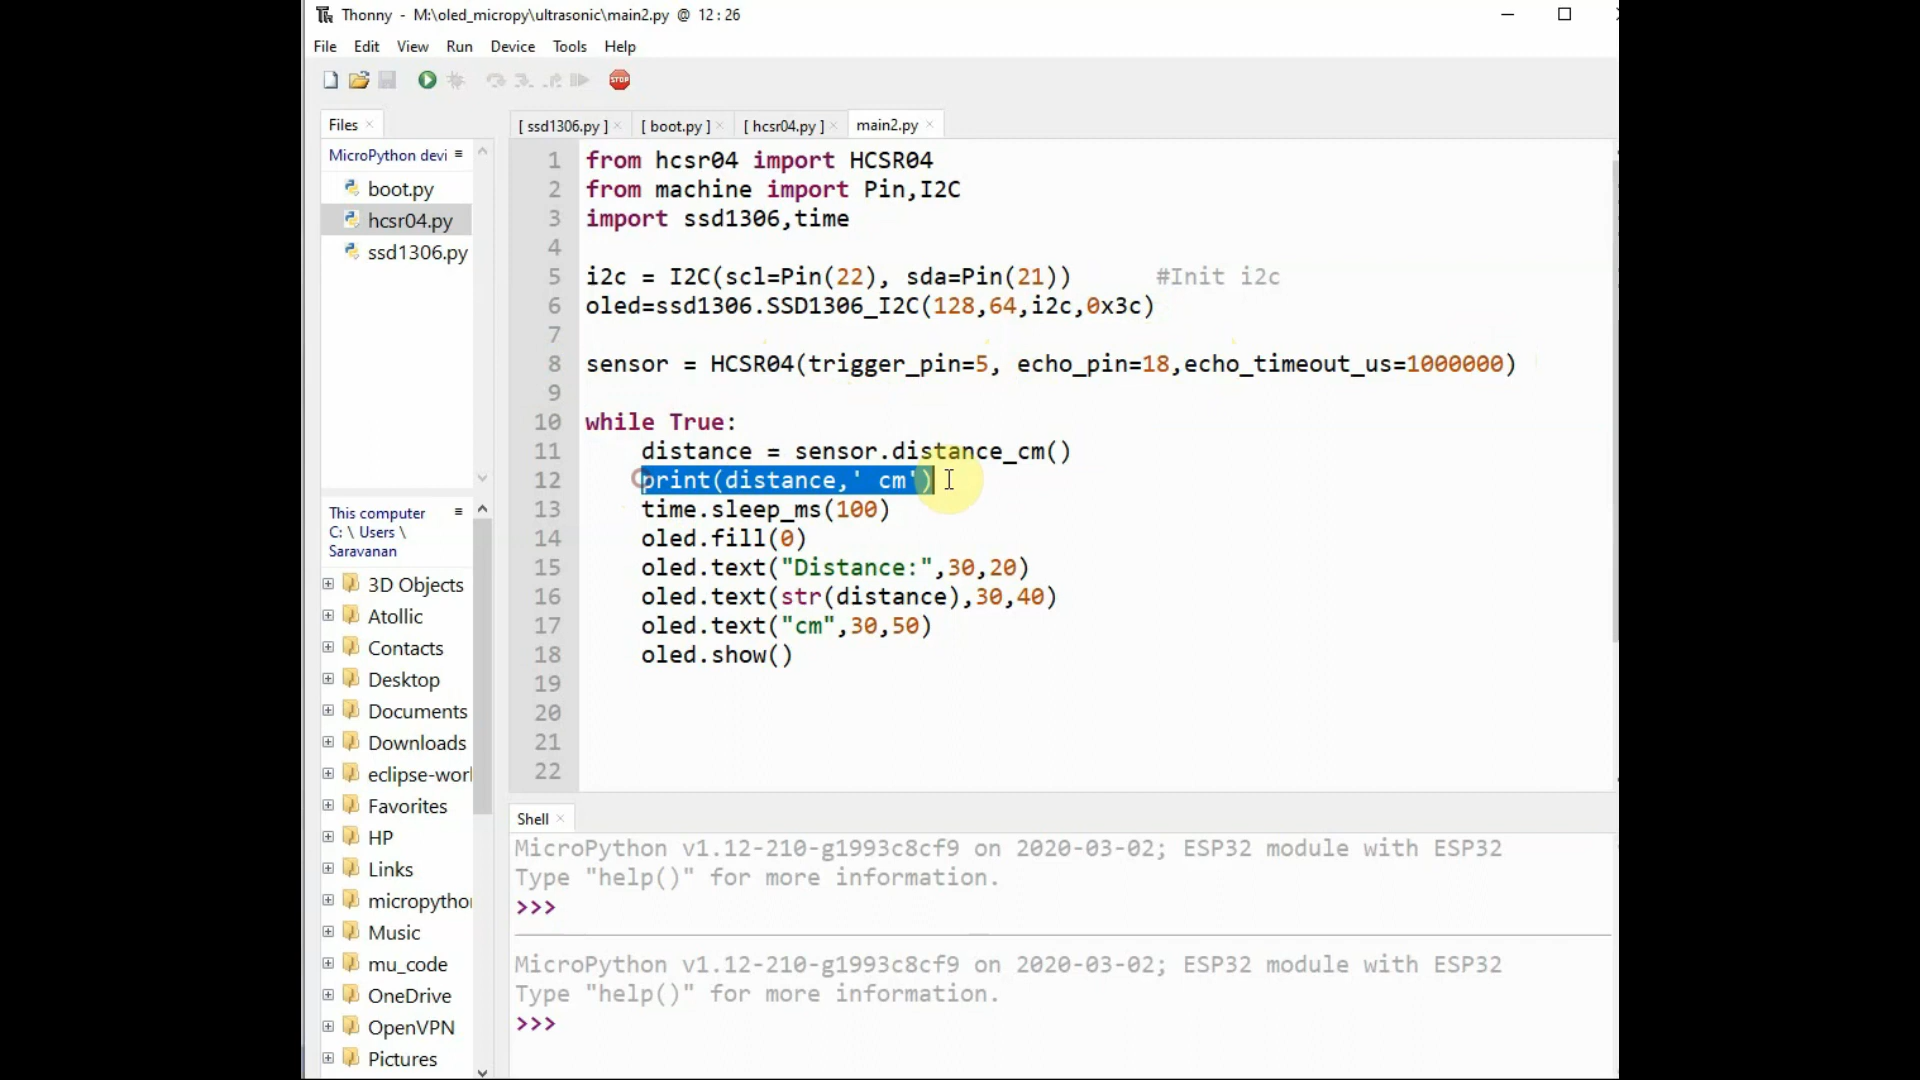 Thonny - M:\oled_micropy\ultrasonic\main2.py @ 12:26
File Edit View Run Device Tools Help
STOP
Files
[ ssd1306.py ] [ boot.py ] [ hcsr04.py ] main2.py
MicroPython devi
boot.py
hcsr04.py
ssd1306.py
1 from hcsr04 import HCSR04
2 from machine import Pin,I2C
3 import ssd1306,time
4
5 i2c = I2C(scl=Pin(22), sda=Pin(21))      #Init i2c
6 oled=ssd1306.SSD1306_I2C(128,64,i2c,0x3c)
7
8 sensor = HCSR04(trigger_pin=5, echo_pin=18,echo_timeout_us=1000000)
9
10 while True:
11     distance = sensor.distance_cm()
12     print(distance,' cm')
13     time.sleep_ms(100)
14     oled.fill(0)
15     oled.text("Distance:",30,20)
16     oled.text(str(distance),30,40)
17     oled.text("cm",30,50)
18     oled.show()
19
20
21
22
This computer
C: \ Users \
Saravanan
3D Objects
Atollic
Contacts
Desktop
Documents
Downloads
eclipse-worl
Favorites
HP
Links
micropytho
Music
mu_code
OneDrive
OpenVPN
Pictures
Shell
MicroPython v1.12-210-g1993c8cf9 on 2020-03-02; ESP32 module with ESP32
Type "help()" for more information.
>>>
MicroPython v1.12-210-g1993c8cf9 on 2020-03-02; ESP32 module with ESP32
Type "help()" for more information.
>>>